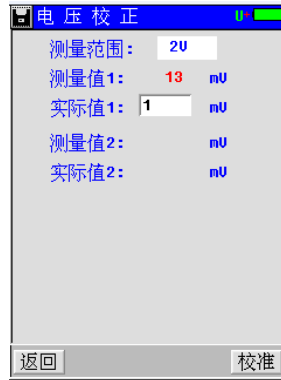 电压校正 U+
测量范围: 2V
测量值1: 13 mV
实际值1: 1 mV
测量值2: mV
实际值2: mV
返回 校准